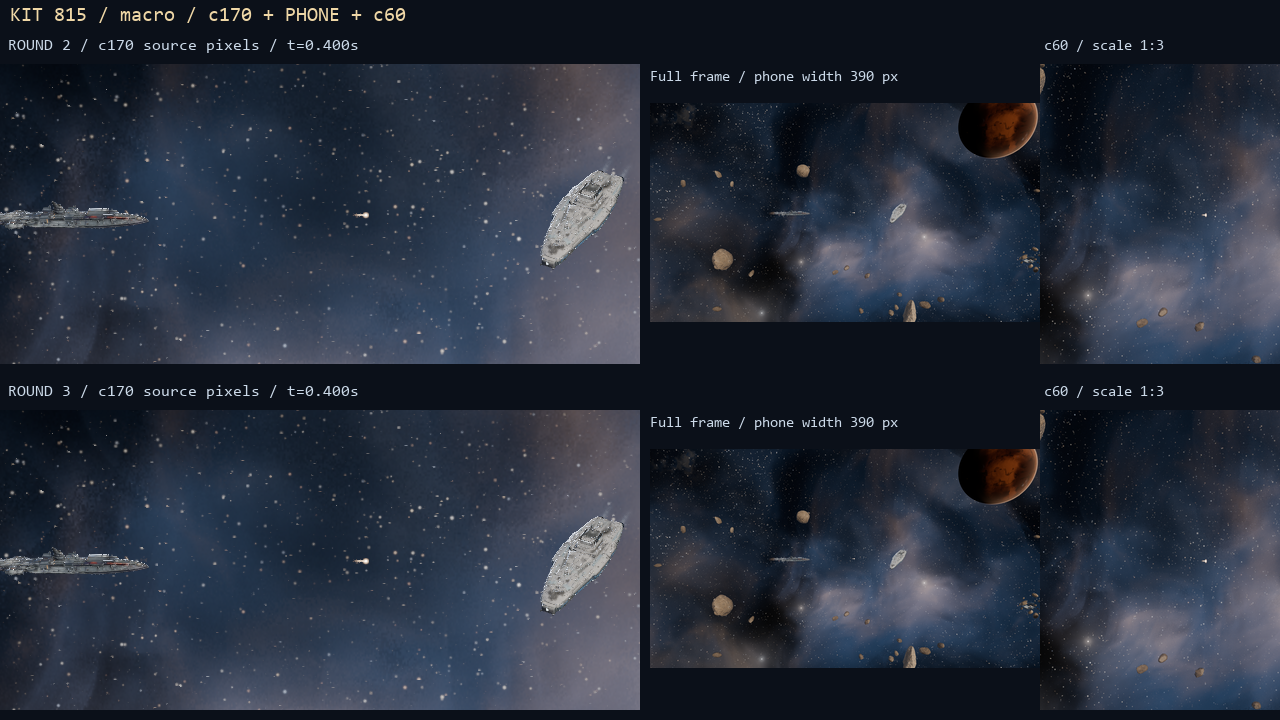 KIT 815 / macro / c170 + PHONE + c60
ROUND 2 / c170 source pixels / t=0.400s
c60 / scale 1:3
Full frame / phone width 390 px
ROUND 3 / c170 source pixels / t=0.400s
c60 / scale 1:3
Full frame / phone width 390 px